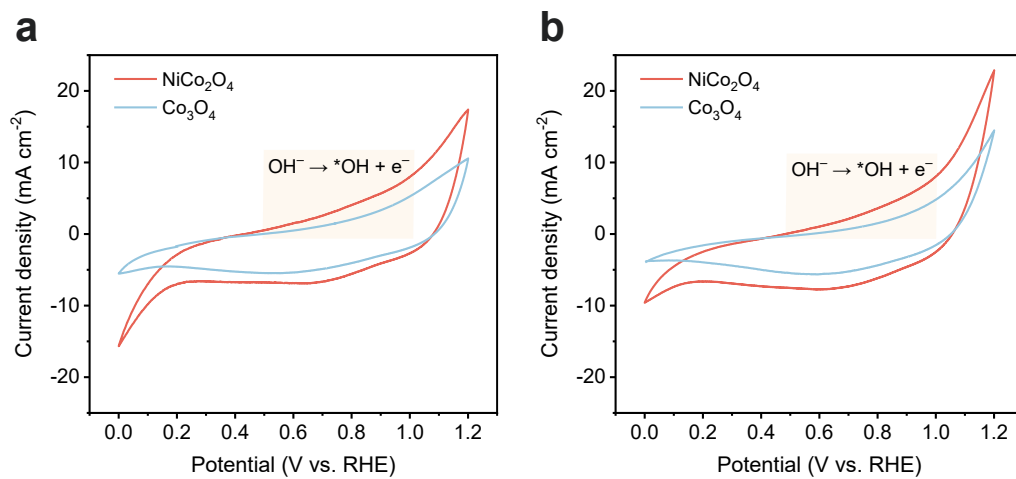 a
NiCo₂O₄
Co₃O₄
OH⁻ → *OH + e⁻
Current density (mA cm⁻²)
20
10
0
-10
-20
0.0 0.2 0.4 0.6 0.8 1.0 1.2
Potential (V vs. RHE)
b
NiCo₂O₄
Co₃O₄
OH⁻ → *OH + e⁻
Current density (mA cm⁻²)
20
10
0
-10
-20
0.0 0.2 0.4 0.6 0.8 1.0 1.2
Potential (V vs. RHE)